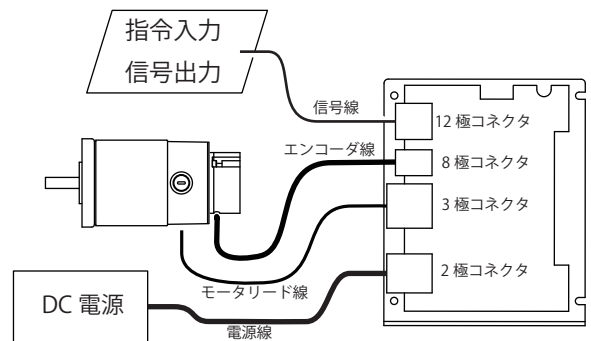 指令入力
信号出力
信号線
12 極コネクタ
エンコーダ線
8 極コネクタ
3 極コネクタ
2 極コネクタ
モータリード線
DC 電源
電源線